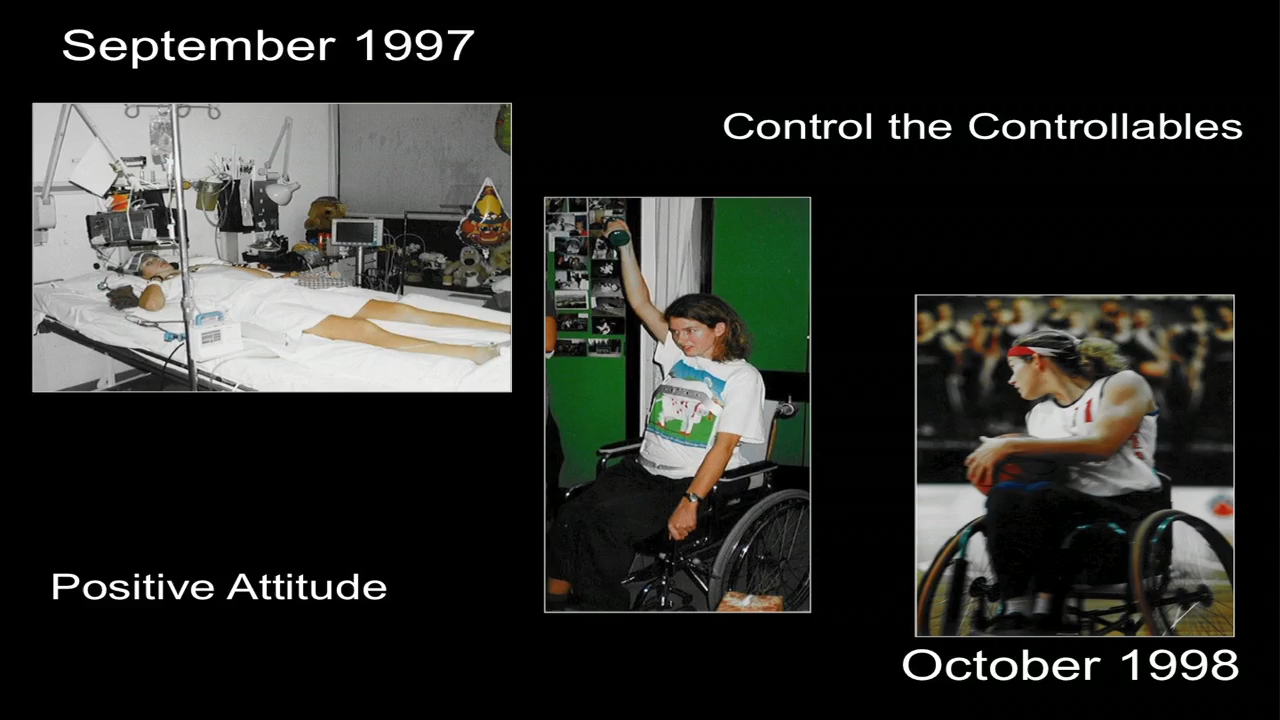 September 1997
Control the Controllables
Positive Attitude
October 1998